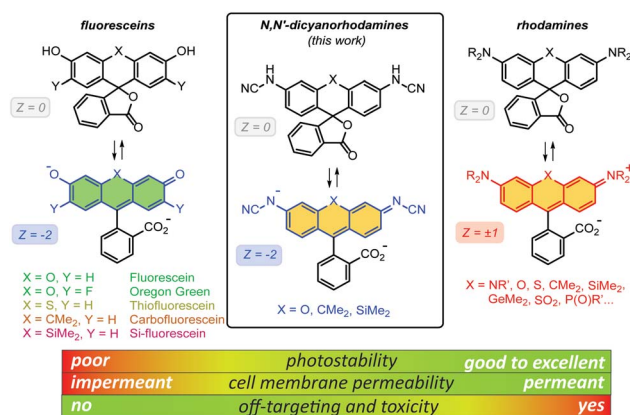 fluoresceins
HO X OH
Y Y
O
O
Z = 0
⁻O X O
Y Y
CO₂⁻
Z = -2
X = O, Y = H Fluorescein
X = O, Y = F Oregon Green
X = S, Y = H Thiofluorescein
X = CMe₂, Y = H Carbofluorescein
X = SiMe₂, Y = H Si-fluorescein
N,N'-dicyanorhodamines
(this work)
H H
NC N X N CN
O
O
Z = 0
NC N⁻ X N CN
CO₂⁻
Z = -2
X = O, CMe₂, SiMe₂
rhodamines
R₂N X NR₂
O
O
Z = 0
R₂N X NR₂⁺
CO₂⁻
Z = ±1
X = NR', O, S, CMe₂, SiMe₂,
GeMe₂, SO₂, P(O)R'...
poor photostability good to excellent
impermeant cell membrane permeability permeant
no off-targeting and toxicity yes